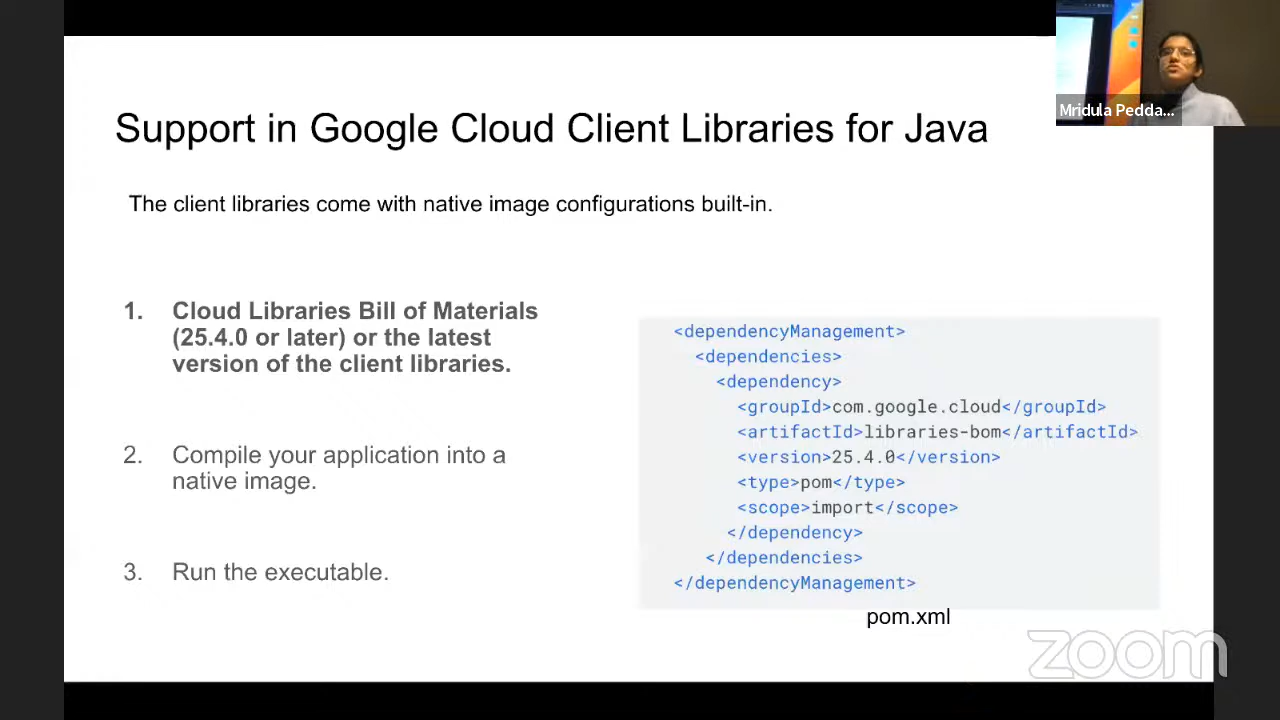 Mridula Pedda...
Support in Google Cloud Client Libraries for Java
The client libraries come with native image configurations built-in.
1. Cloud Libraries Bill of Materials
(25.4.0 or later) or the latest
version of the client libraries.
2. Compile your application into a
native image.
3. Run the executable.
<dependencyManagement>
<dependencies>
<dependency>
<groupId>com.google.cloud</groupId>
<artifactId>libraries-bom</artifactId>
<version>25.4.0</version>
<type>pom</type>
<scope>import</scope>
</dependency>
</dependencies>
</dependencyManagement>
pom.xml
zoom